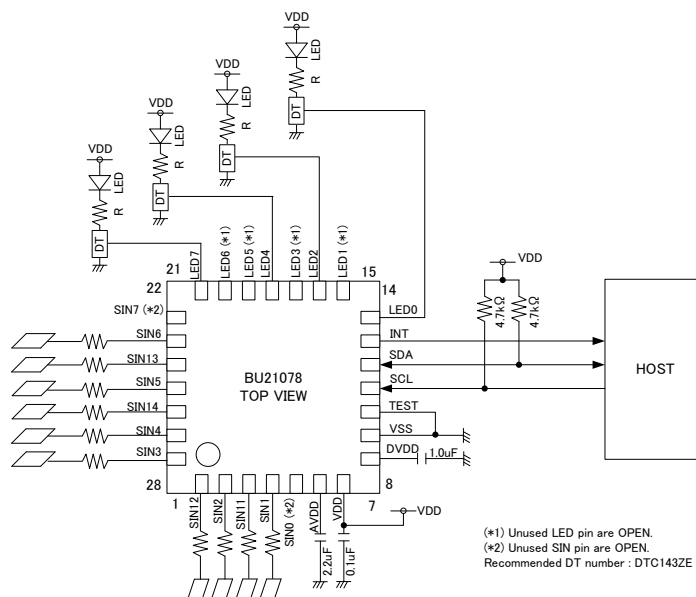 VDD
LED
R
DT
VDD
LED
R
DT
VDD
LED
R
DT
VDD
LED
R
DT
21
LED7
LED6 (*1)
LED5 (*1)
LED4
LED3 (*1)
LED2
LED1 (*1)
15
22
14
SIN7 (*2)
SIN6
SIN13
SIN5
SIN14
SIN4
SIN3
BU21078
TOP VIEW
LED0
INT
SDA
SCL
TEST
VSS
DVDD
1.0uF
VDD
4.7kΩ
4.7kΩ
HOST
28
8
1
7
SIN12
SIN2
SIN11
SIN1
SIN0 (*2)
AVDD
VDD
2.2uF
0.1uF
VDD
(*1) Unused LED pin are OPEN.
(*2) Unused SIN pin are OPEN.
Recommended DT number : DTC143ZE